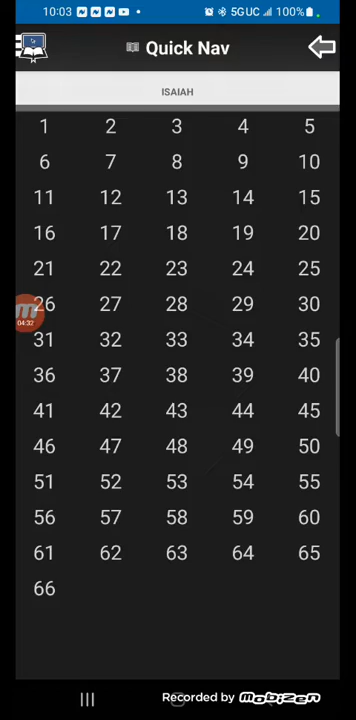 10:03 N N N 5G UC 100%
Quick Nav
ISAIAH
1 2 3 4 5
6 7 8 9 10
11 12 13 14 15
16 17 18 19 20
21 22 23 24 25
26 27 28 29 30
04:32
31 32 33 34 35
36 37 38 39 40
41 42 43 44 45
46 47 48 49 50
51 52 53 54 55
56 57 58 59 60
61 62 63 64 65
66
Recorded by MOBIZEN